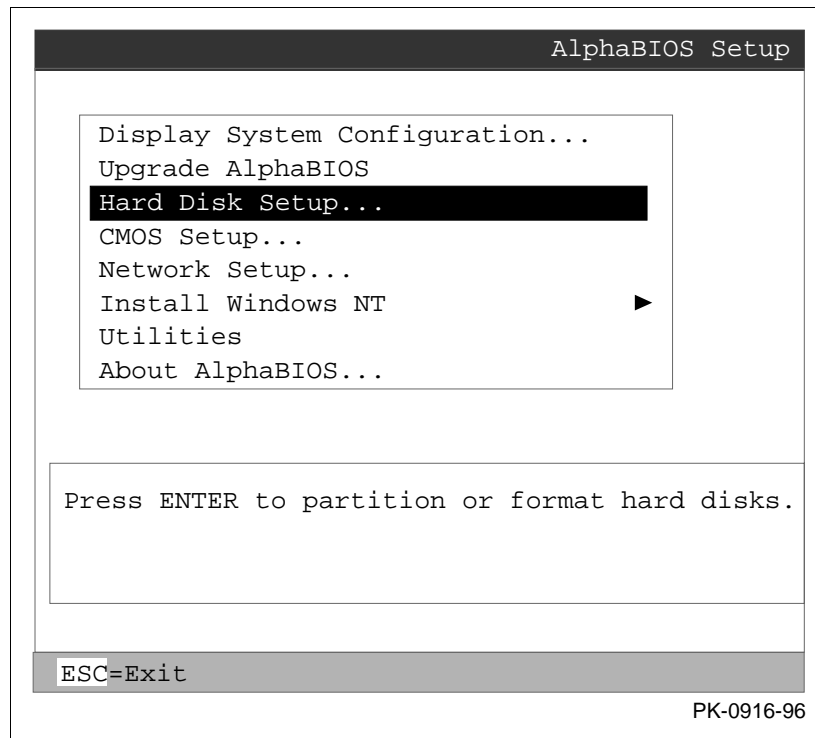 AlphaBIOS Setup
Display System Configuration...
Upgrade AlphaBIOS
Hard Disk Setup...
CMOS Setup...
Network Setup...
Install Windows NT
Utilities
About AlphaBIOS...
Press ENTER to partition or format hard disks.
ESC=Exit
PK-0916-96